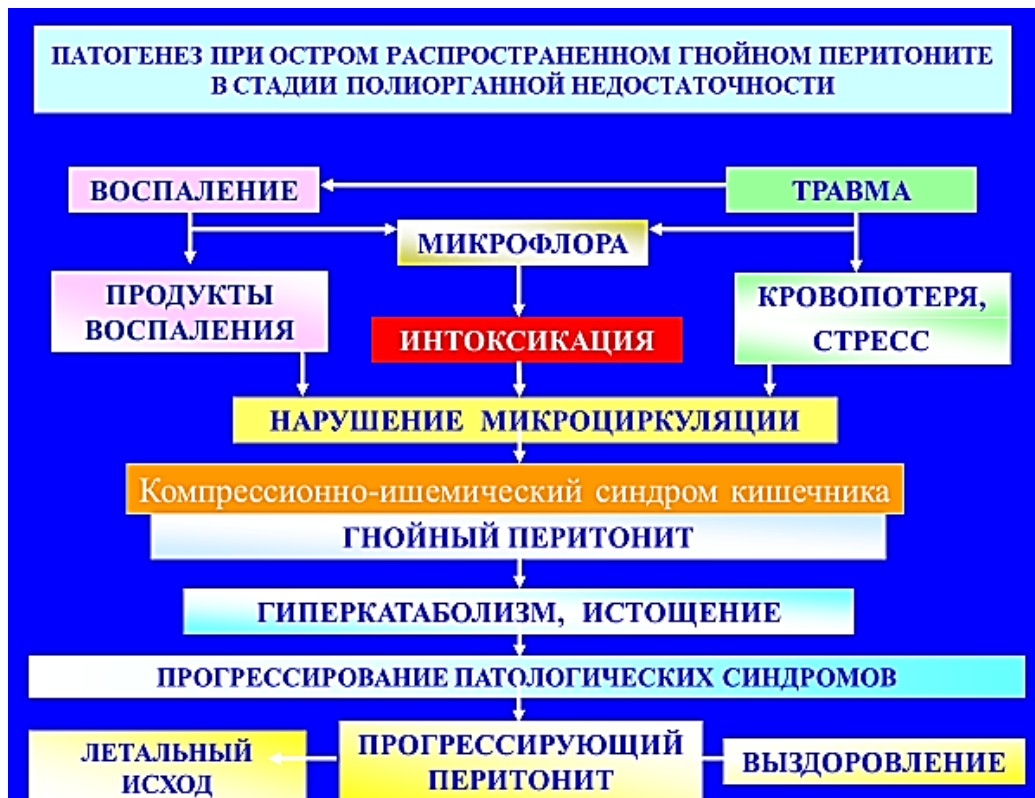 ПАТОГЕНЕЗ ПРИ ОСТРОМ РАСПРОСТРАНЕННОМ ГНОЙНОМ ПЕРИТОНИТЕ
В СТАДИИ ПОЛИОРГАННОЙ НЕДОСТАТОЧНОСТИ
ВОСПАЛЕНИЕ
ТРАВМА
МИКРОФЛОРА
ПРОДУКТЫ
ВОСПАЛЕНИЯ
ИНТОКСИКАЦИЯ
КРОВОПОТЕРЯ,
СТРЕСС
НАРУШЕНИЕ МИКРОЦИРКУЛЯЦИИ
Компрессионно-ишемический синдром кишечника
ГНОЙНЫЙ ПЕРИТОНИТ
ГИПЕРКАТАБОЛИЗМ, ИСТОЩЕНИЕ
ПРОГРЕССИРОВАНИЕ ПАТОЛОГИЧЕСКИХ СИНДРОМОВ
ЛЕТАЛЬНЫЙ
ИСХОД
ПРОГРЕССИРУЮЩИЙ
ПЕРИТОНИТ
ВЫЗДОРОВЛЕНИЕ